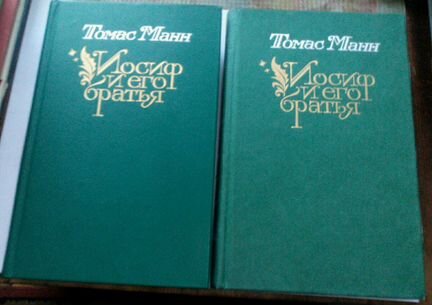 Томас Манн
Иосиф
и его
братья
Томас Манн
Иосиф
и его
братья